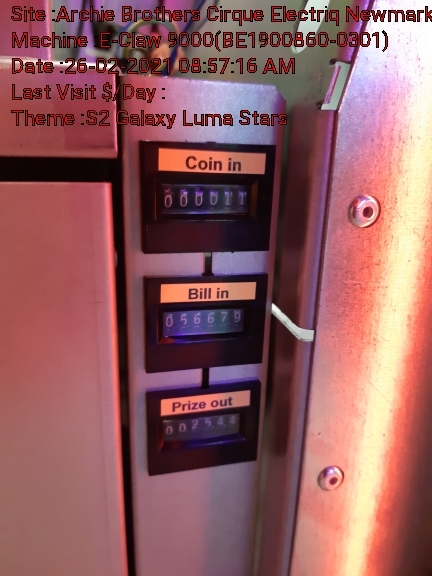 Site :Archie Brothers Cirque Electriq Newmark
Machine :E-Claw 9000(BE1900860-0301)
Date :26-02-2021 08:57:16 AM
Last Visit $/Day :
Theme :S2 Galaxy Luma Stars
Coin in
000011
Bill in
056679
Prize out
002544